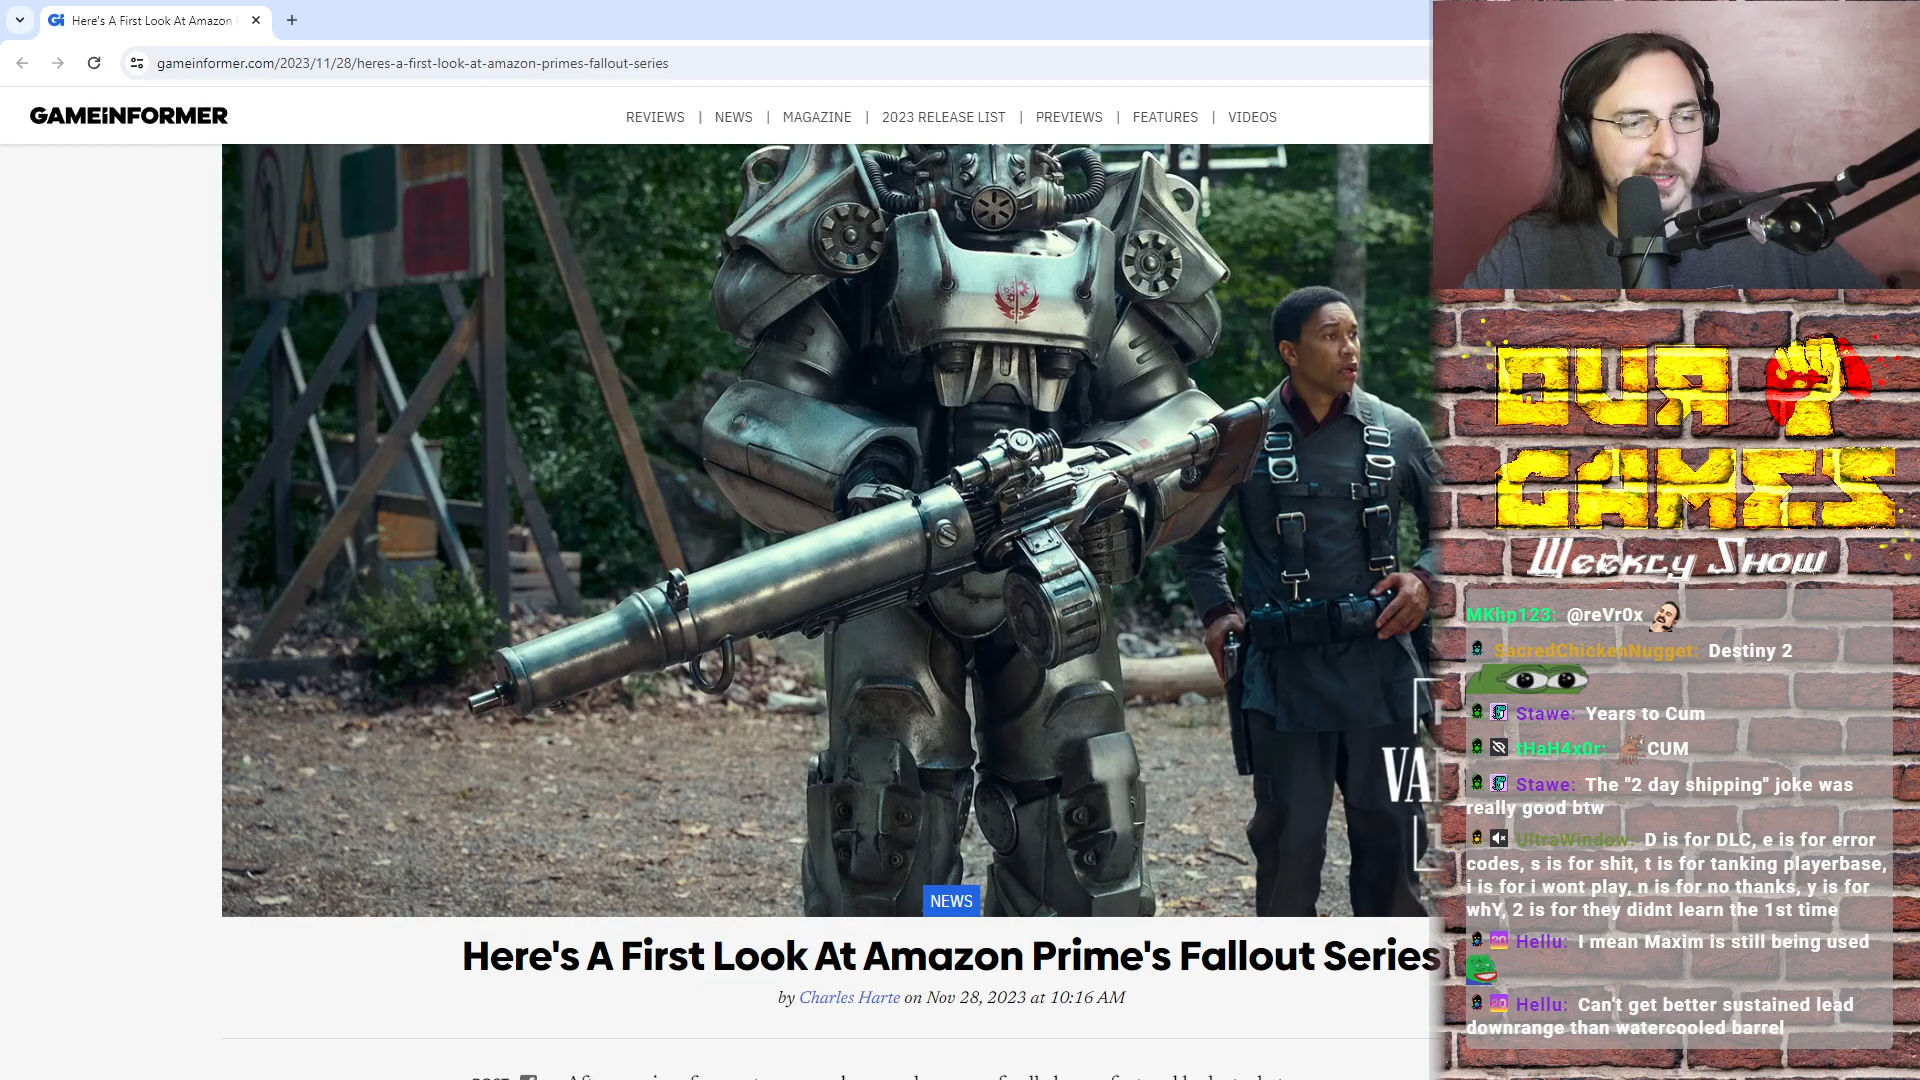 Here's A First Look At Amazon
gameinformer.com/2023/11/28/heres-a-first-look-at-amazon-primes-fallout-series
GAMEINFORMER
REVIEWS | NEWS | MAGAZINE | 2023 RELEASE LIST | PREVIEWS | FEATURES | VIDEOS
VA
NEWS
Here's A First Look At Amazon Prime's Fallout Series
by Charles Harte on Nov 28, 2023 at 10:16 AM
OUR
GAMES
Weekly Show
MKhp123: @reVr0x
SacredChickenNugget: Destiny 2
Stawe: Years to Cum
tHaH4x0r: CUM
Stawe: The "2 day shipping" joke was
really good btw
UltraWindow: D is for DLC, e is for error
codes, s is for shit, t is for tanking playerbase,
i is for i wont play, n is for no thanks, y is for
whY, 2 is for they didnt learn the 1st time
Hellu: I mean Maxim is still being used
Hellu: Can't get better sustained lead
downrange than watercooled barrel